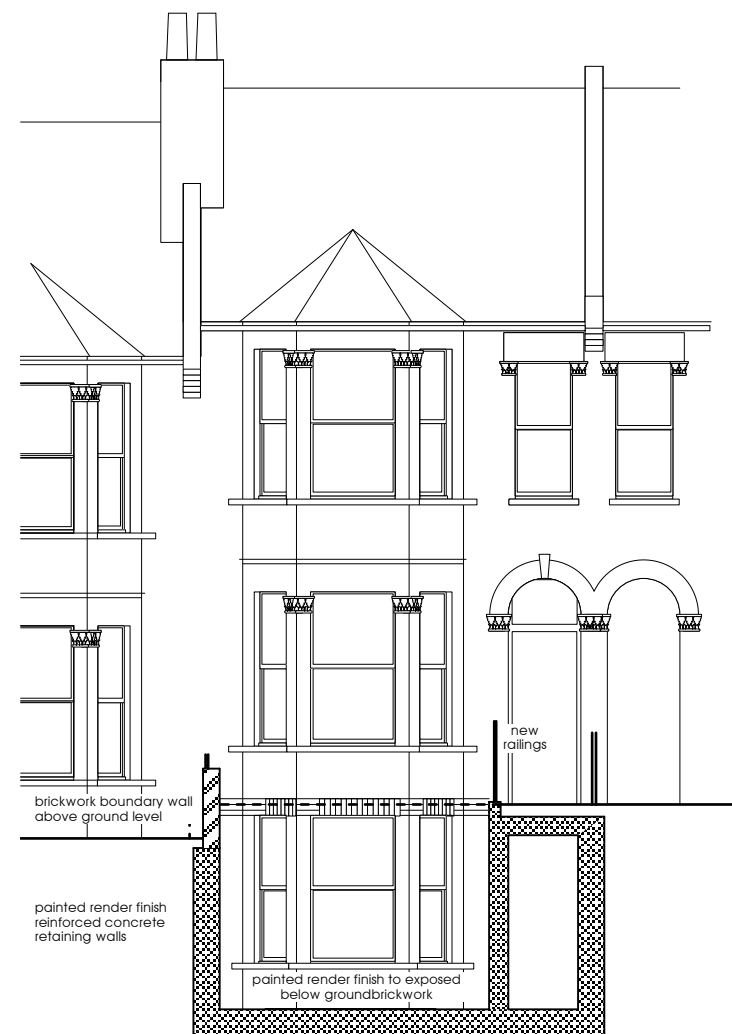 new
railings
brickwork boundary wall
above ground level
painted render finish
reinforced concrete
retaining walls
painted render finish to exposed
below groundbrickwork